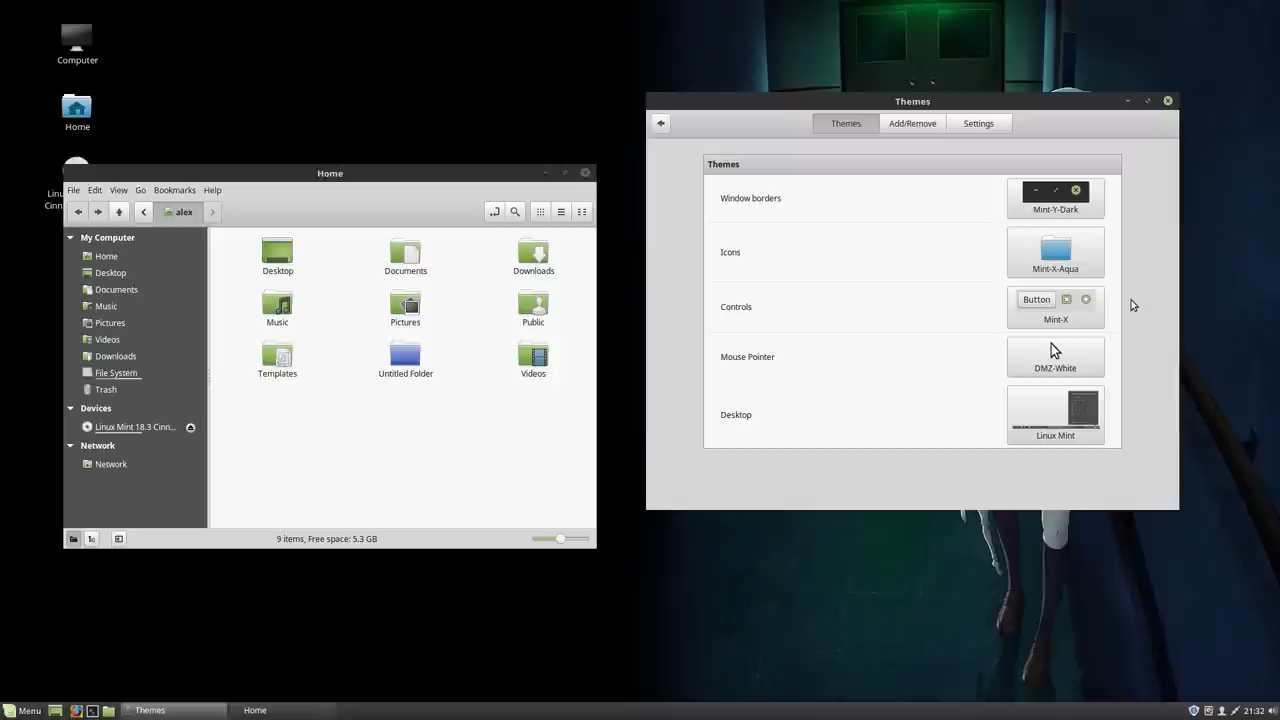 Computer
Home
Linu
Cinna
Home
File Edit View Go Bookmarks Help
alex
My Computer
Home
Desktop
Documents
Music
Pictures
Videos
Downloads
File System
Trash
Devices
Linux Mint 18.3 Cinn...
Network
Network
Desktop
Documents
Downloads
Music
Pictures
Public
Templates
Untitled Folder
Videos
9 items, Free space: 5.3 GB
Themes
Themes Add/Remove Settings
Themes
Window borders
Mint-Y-Dark
Icons
Mint-X-Aqua
Controls
Button
Mint-X
Mouse Pointer
DMZ-White
Desktop
Linux Mint
Menu
Themes
Home
21:32